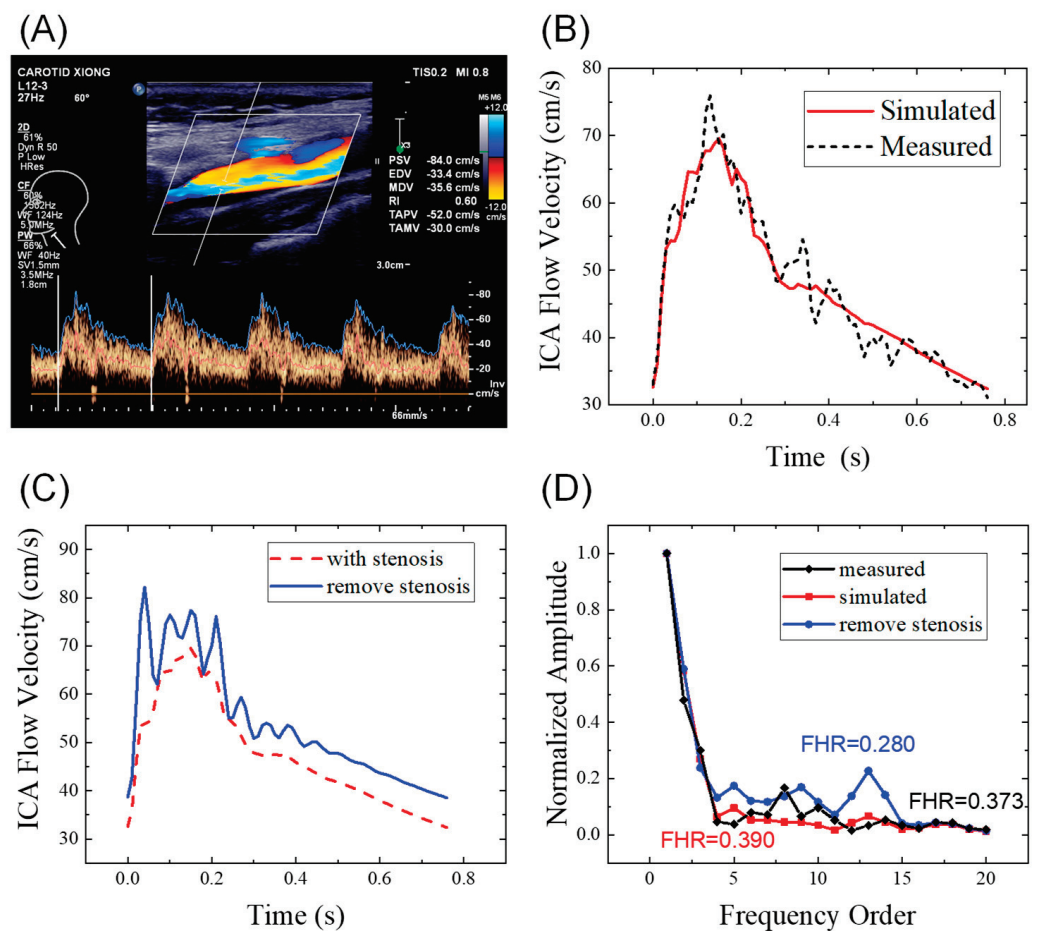 (A)
CAROTID XIONG
TIS0.2 MI 0.8
L12-3
27Hz 60°
M5 M6
+12.0
2D
61%
Dyn R 50
P Low
HRes
CF
60%
WF 124Hz
5.0MHz
PW
66%
WF 40Hz
SV1.5mm
3.5MHz
1.8cm
X3
PSV -84.0 cm/s
EDV -33.4 cm/s
MDV -35.6 cm/s
RI 0.60
TAPV -52.0 cm/s
TAMV -30.0 cm/s
-12.0
cm/s
3.0cm
-80
-60
-40
-20
Inv
cm/s
66mm/s
(B)
ICA Flow Velocity (cm/s)
80
70
60
50
40
30
Simulated
Measured
0.0 0.2 0.4 0.6 0.8
Time (s)
(C)
ICA Flow Velocity (cm/s)
90
80
70
60
50
40
30
with stenosis
remove stenosis
0.0 0.2 0.4 0.6 0.8
Time (s)
(D)
Normalized Amplitude
1.0
0.8
0.6
0.4
0.2
0.0
measured
simulated
remove stenosis
FHR=0.280
FHR=0.373
FHR=0.390
0 5 10 15 20
Frequency Order